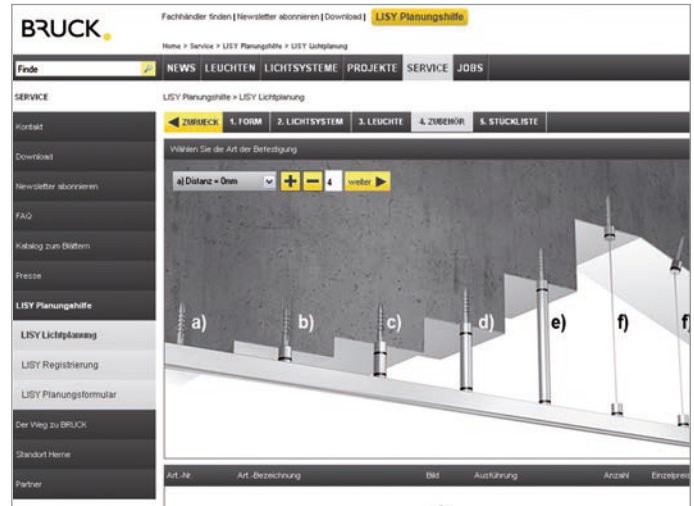 BRUCK
Fachhändler finden | Newsletter abonnieren | Download | LISY Planungshilfe
Home > Service > LISY Planungshilfe > LISY Lichtplanung
Finde
NEWS LEUCHTEN LICHTSYSTEME PROJEKTE SERVICE JOBS
SERVICE
Kontakt
Download
Newsletter abonnieren
FAQ
Katalog zum Blättern
Presse
LISY Planungshilfe
LISY Lichtplanung
LISY Registrierung
LISY Planungsformular
Der Weg zu BRUCK
Standort Herne
Partner
LISY Planungshilfe > LISY Lichtplanung
ZURUECK 1. FORM 2. LICHTSYSTEM 3. LEUCHTE 4. ZUBEHÖR 5. STÜCKLISTE
Wählen Sie die Art der Befestigung
a) Distanz = 0mm 4 weiter
a) b) c) d) e) f) f
Art.-Nr. Art.-Bezeichnung Bild Ausführung Anzahl Einzelpreis